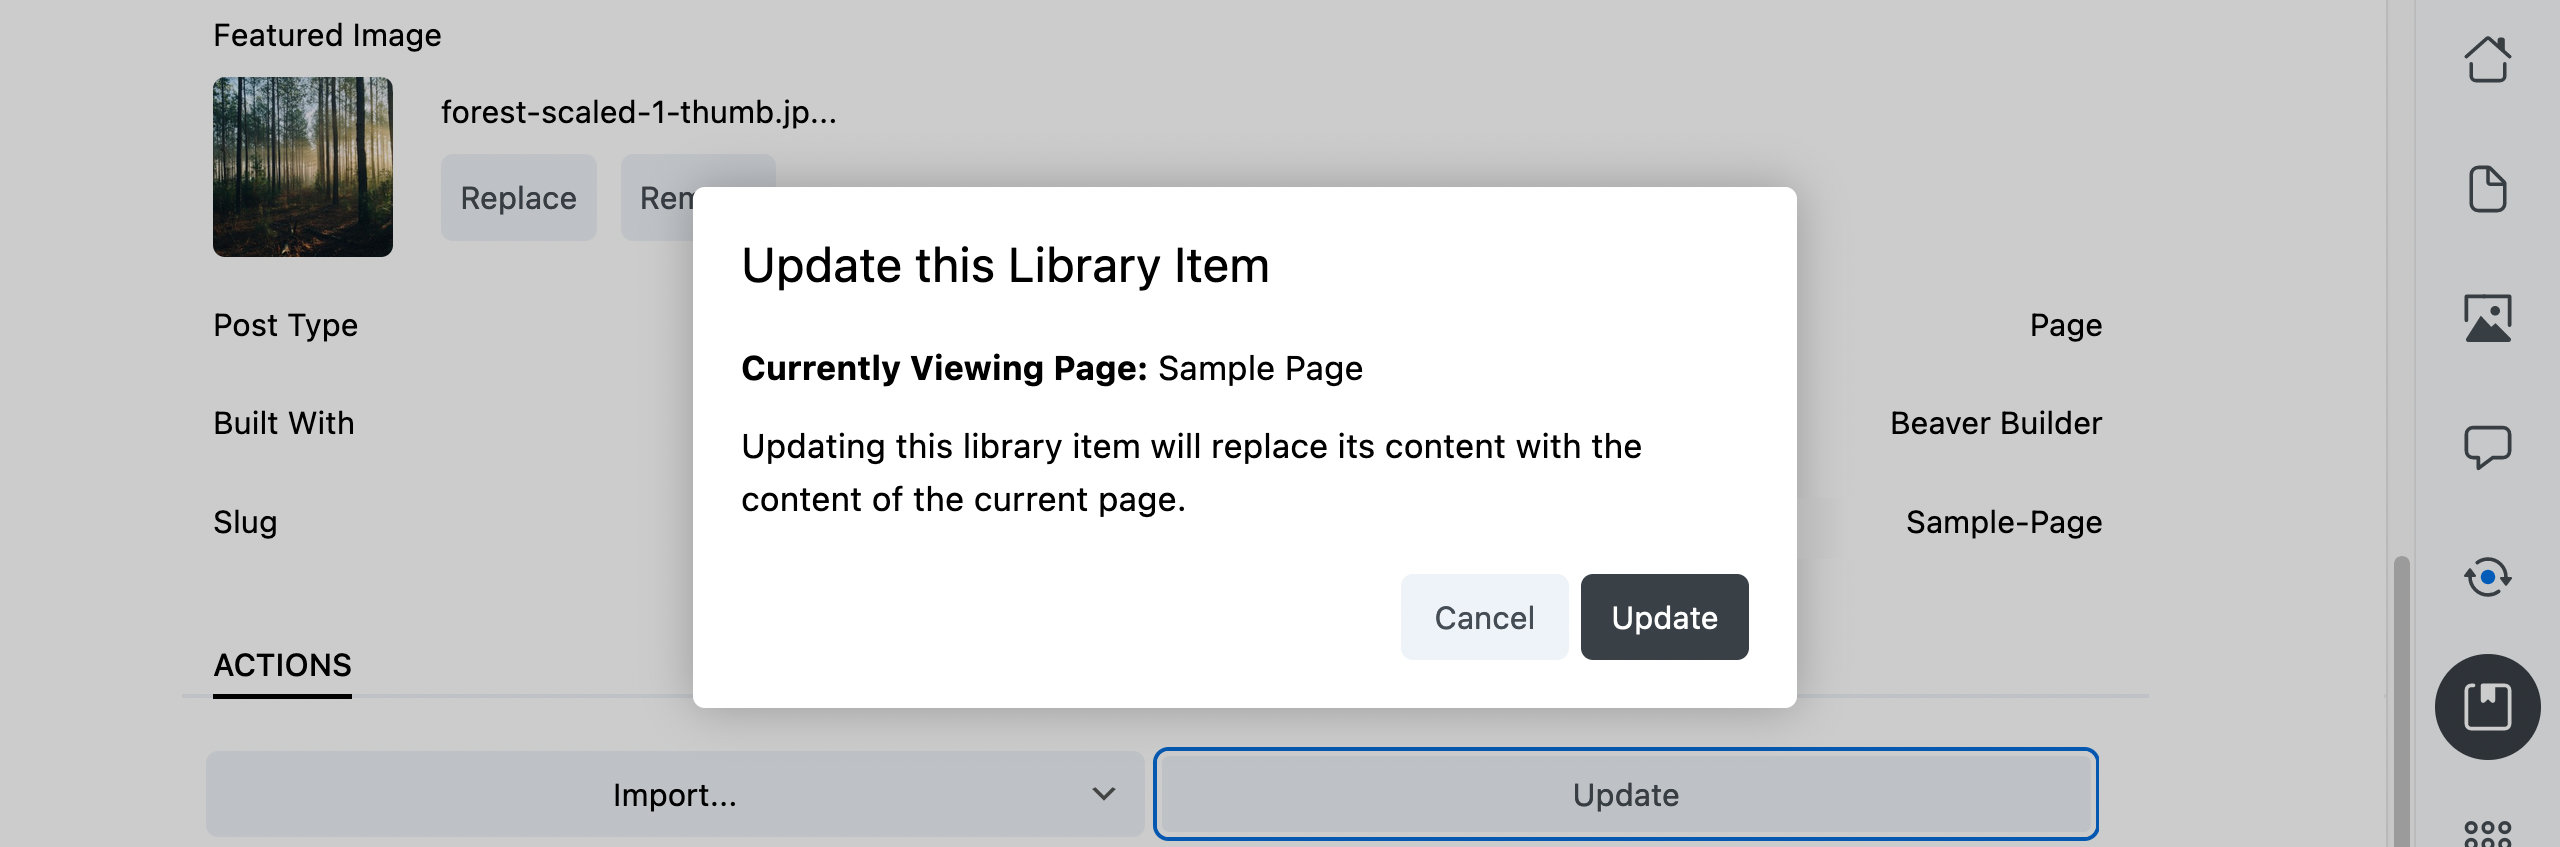 Featured Image
forest-scaled-1-thumb.jp...
Replace
Update this Library Item
Currently Viewing Page: Sample Page
Updating this library item will replace its content with the
content of the current page.
Cancel Update
Post Type Page
Built With Beaver Builder
Slug Sample-Page
ACTIONS
Import... Update